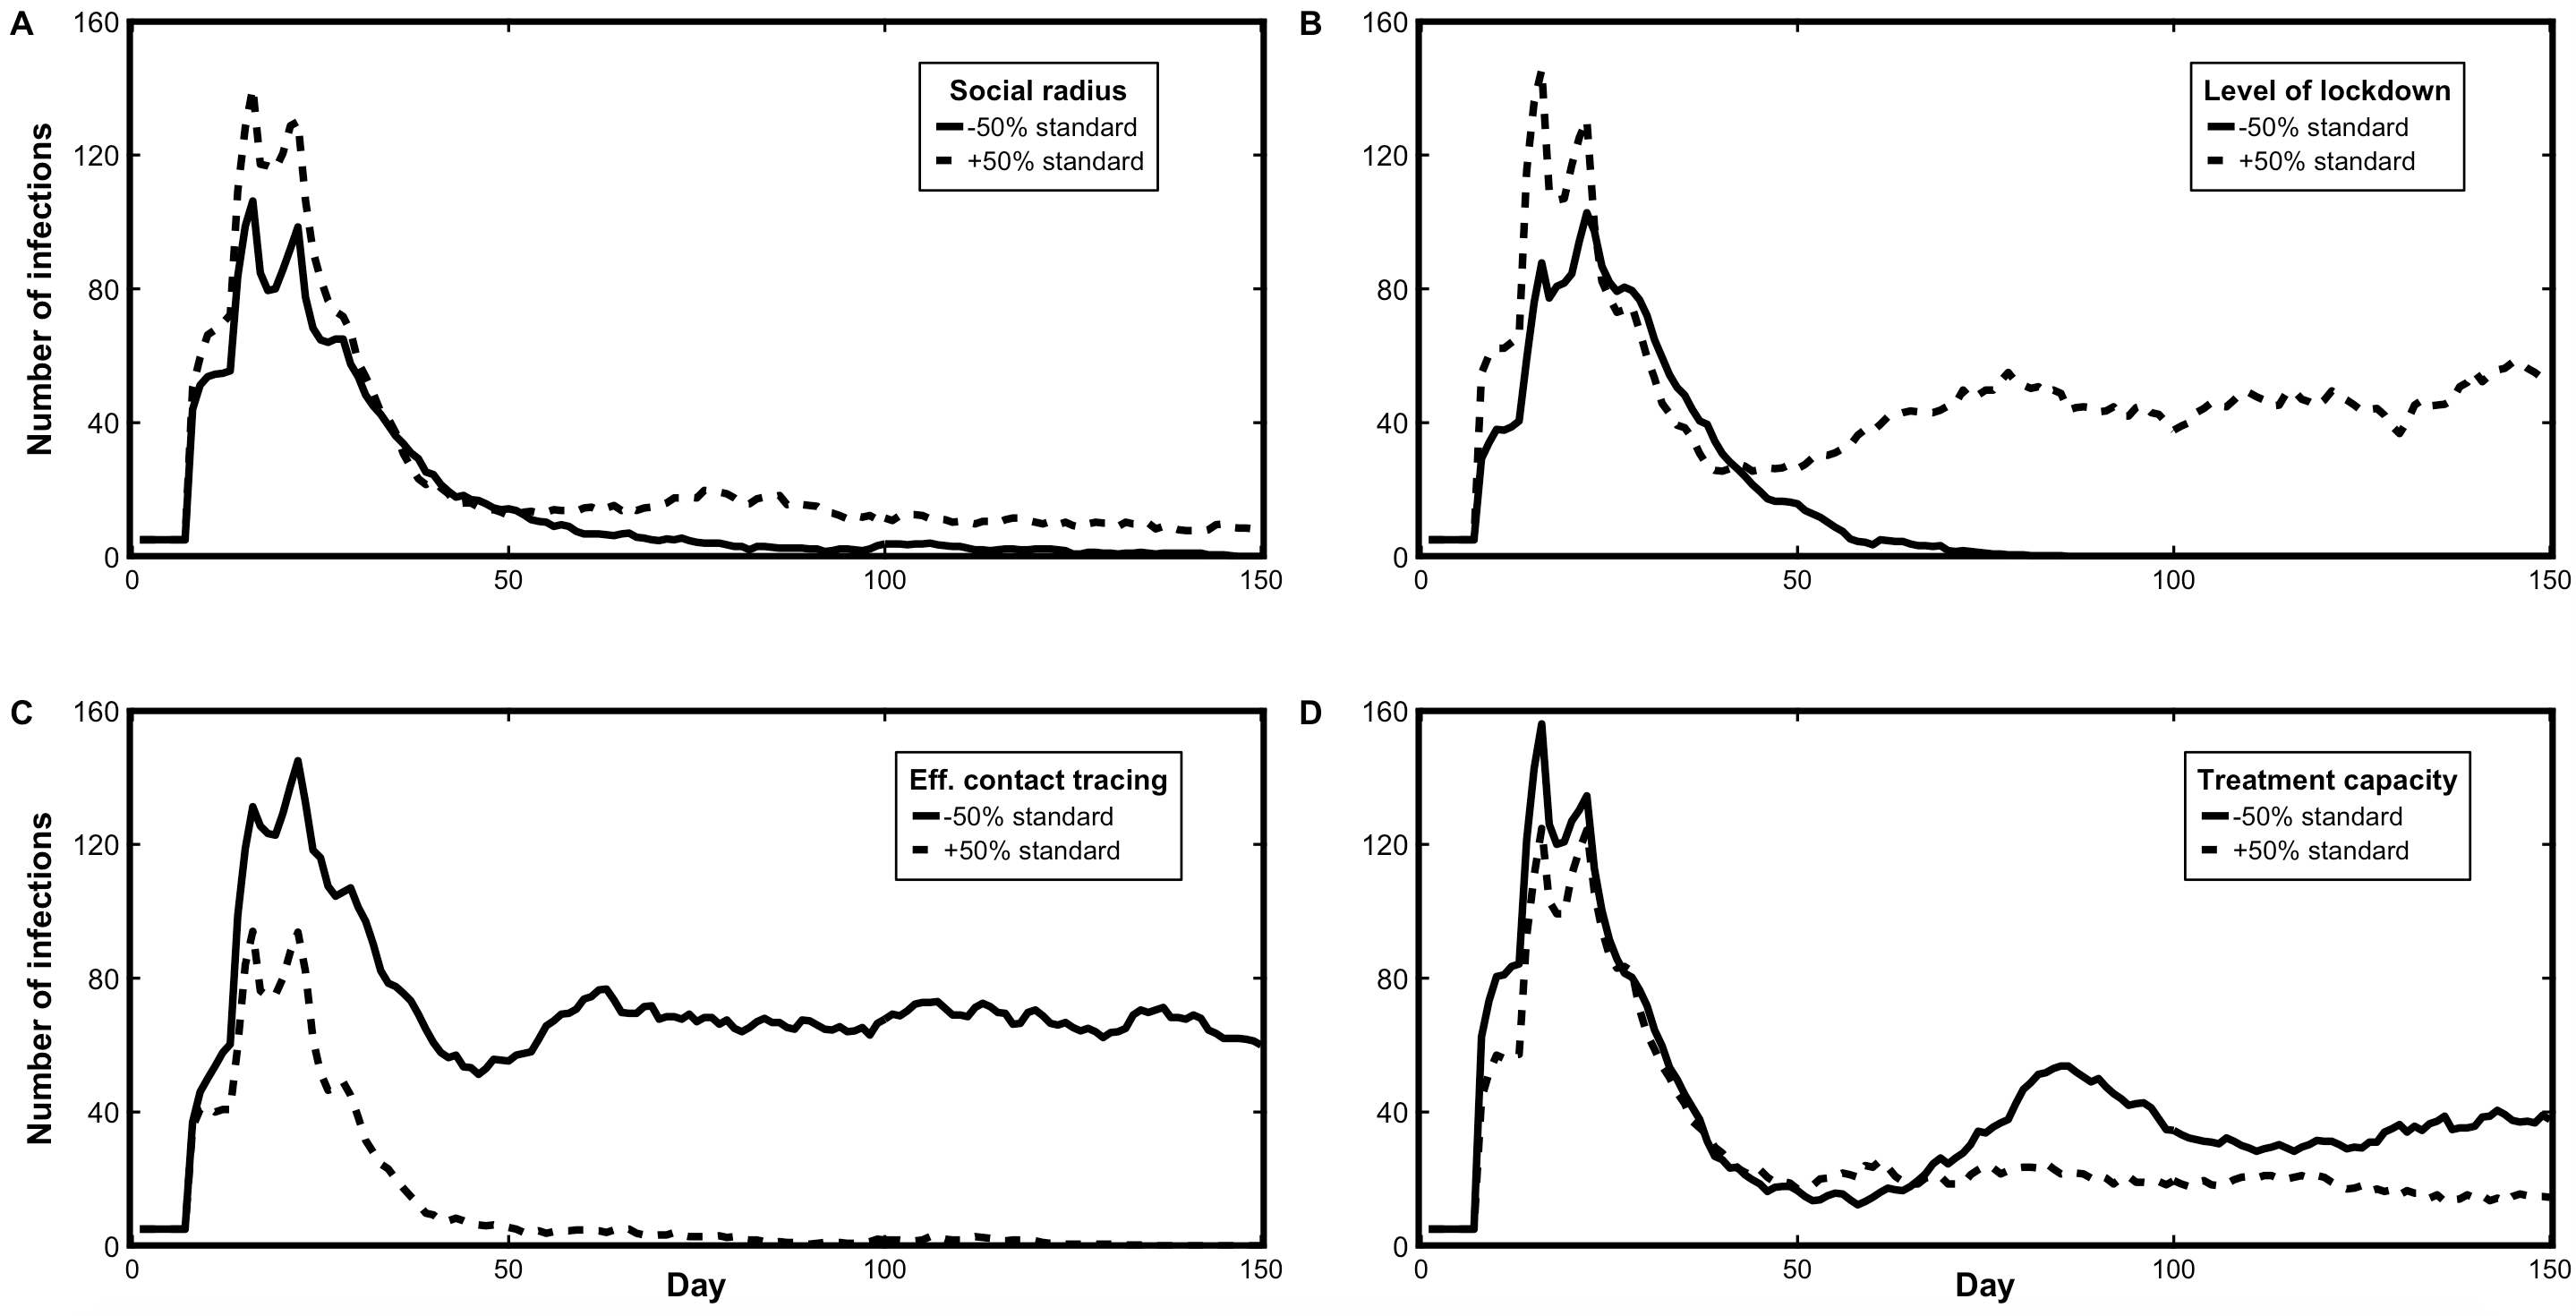 A
160
120
80
40
0
0
50
100
150
Number of infections
Social radius
-50% standard
+50% standard
B
160
120
80
40
0
0
50
100
150
Level of lockdown
-50% standard
+50% standard
C
160
120
80
40
0
0
50
100
150
Number of infections
Day
Eff. contact tracing
-50% standard
+50% standard
D
160
120
80
40
0
0
50
100
150
Day
Treatment capacity
-50% standard
+50% standard